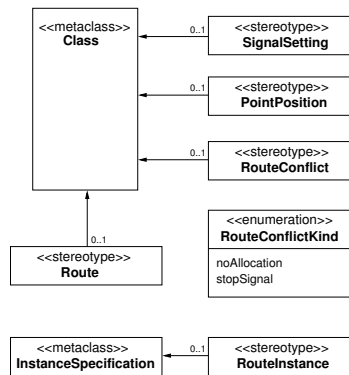 <<metaclass>>
Class
0..1
<<stereotype>>
SignalSetting
0..1
<<stereotype>>
PointPosition
0..1
<<stereotype>>
RouteConflict
0..1
<<stereotype>>
Route
<<enumeration>>
RouteConflictKind
noAllocation
stopSignal
<<metaclass>>
InstanceSpecification
0..1
<<stereotype>>
RouteInstance